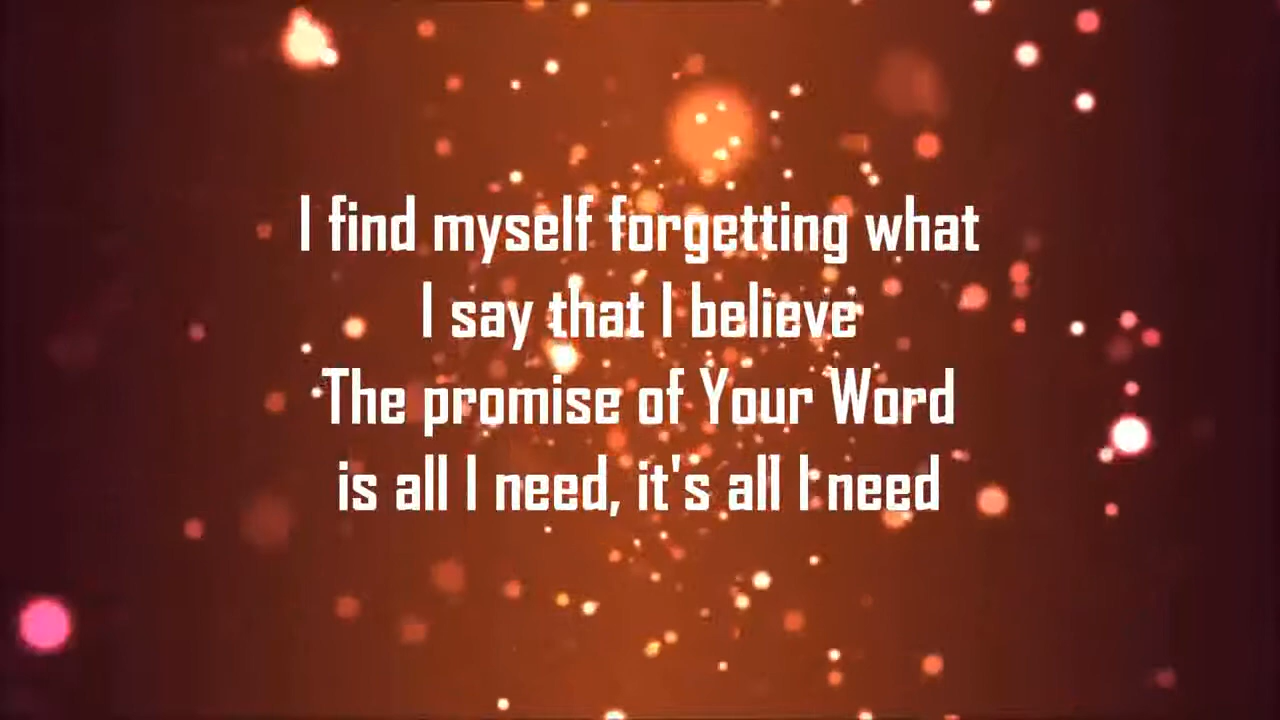 I find myself forgetting what
I say that I believe
The promise of Your Word
is all I need, it's all I need